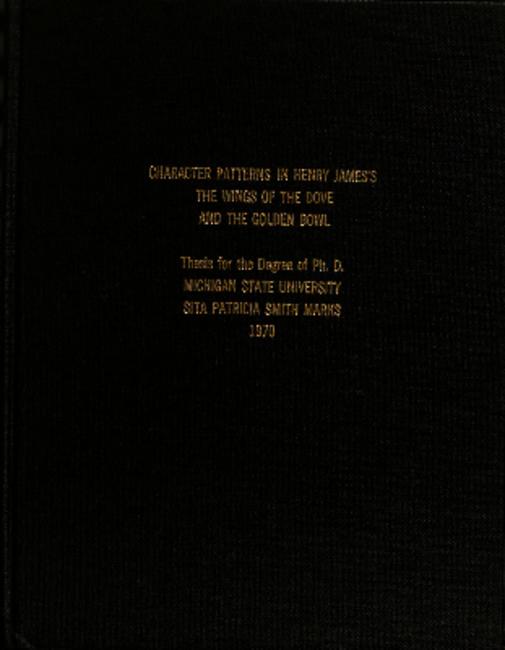 CHARACTER PATTERNS IN HENRY JAMES'S
THE WINGS OF THE DOVE
AND THE GOLDEN BOWL
Thesis for the Degree of Ph. D.
MICHIGAN STATE UNIVERSITY
SITA PATRICIA SMITH MARKS
1970